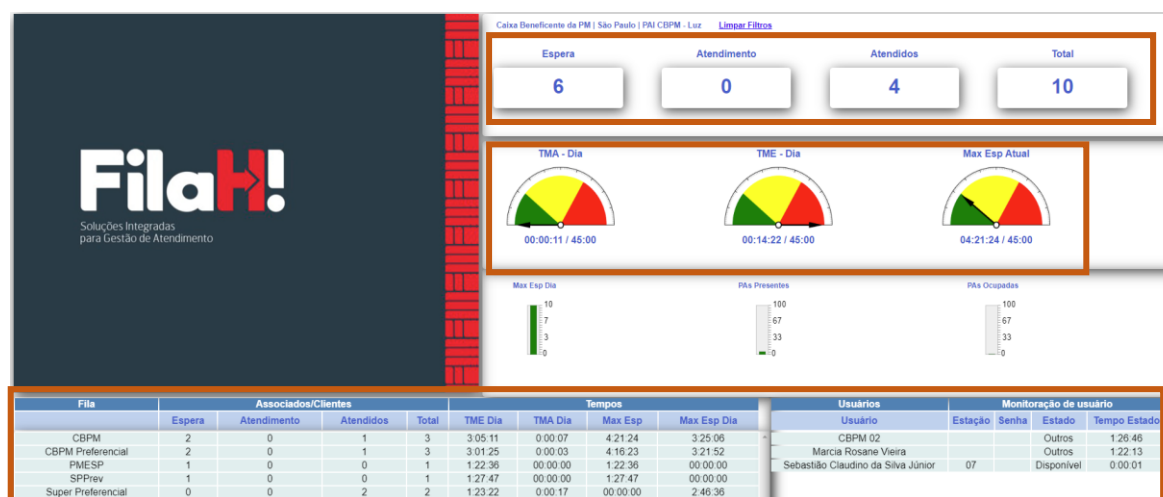 Caixa Beneficente da PM | São Paulo | PAI CBPM - Luz Limpar Filtros
Espera Atendimento Atendidos Total
6 0 4 10
FilaH!
Soluções Integradas
para Gestão de Atendimento
TMA - Dia TME - Dia Max Esp Atual
00:00:11 / 45:00 00:14:22 / 45:00 04:21:24 / 45:00
Max Esp Dia PAs Presentes PAs Ocupadas
10 100 100
7 67 67
3 33 33
0 0 0
Fila Associados/Clientes Tempos Usuários Monitoração de usuário
Espera Atendimento Atendidos Total TME Dia TMA Dia Max Esp Max Esp Dia Usuário Estação Senha Estado Tempo Estado
CBPM 2 0 1 3 3:05:11 0:00:07 4:21:24 3:25:06 CBPM 02 Outros 1:26:46
CBPM Preferencial 2 0 1 3 3:01:25 0:00:03 4:16:23 3:21:52 Marcia Rosane Vieira Outros 1:22:13
PMESP 1 0 0 1 1:22:36 00:00:00 1:22:36 00:00:00 Sebastião Claudino da Silva Júnior 07 Disponível 0:00:01
SPPrev 1 0 0 1 1:27:47 00:00:00 1:27:47 00:00:00
Super Preferencial 0 0 2 2 1:23:22 0:00:17 00:00:00 2:46:36